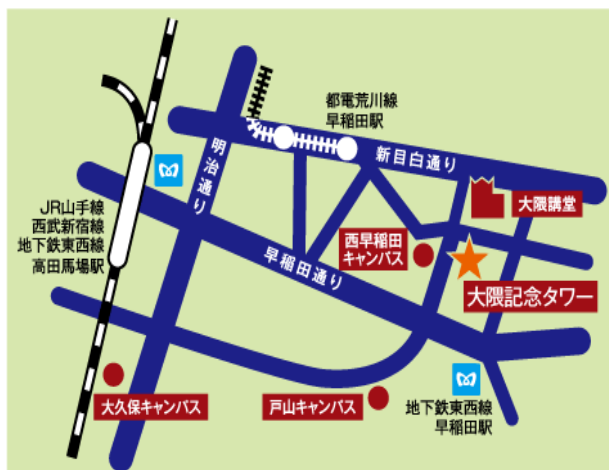 都電荒川線
早稲田駅
新目白通り
明治通り
大隈講堂
JR山手線
西武新宿線
地下鉄東西線
高田馬場駅
早稲田通り
西早稲田
キャンパス
大隈記念タワー
大久保キャンパス
戸山キャンパス
地下鉄東西線
早稲田駅